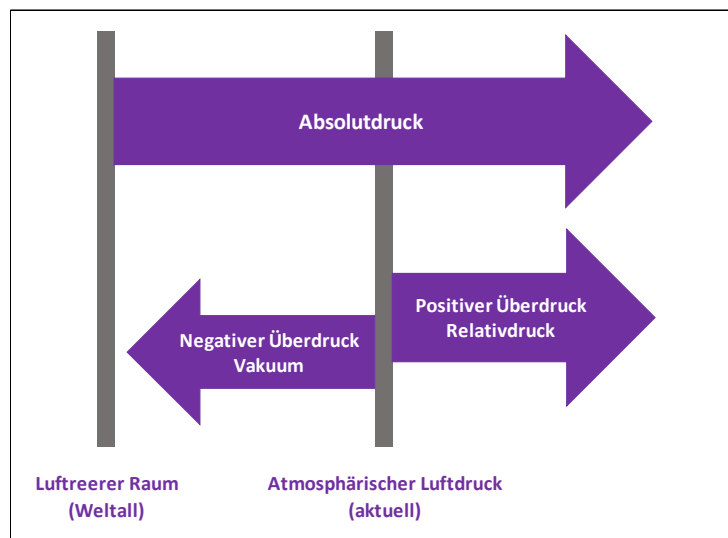 Absolutdruck
Positiver Überdruck
Relativdruck
Negativer Überdruck
Vakuum
Luftreerer Raum
(Weltall)
Atmosphärischer Luftdruck
(aktuell)